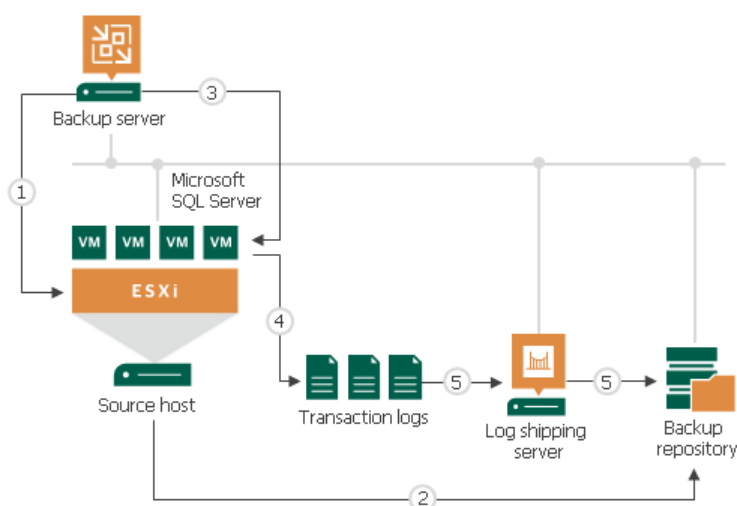 3
Backup server
1
Microsoft
SQL Server
VM VM VM VM
ESXi
4
5
5
Source host
Transaction logs
Log shipping
server
Backup
repository
2